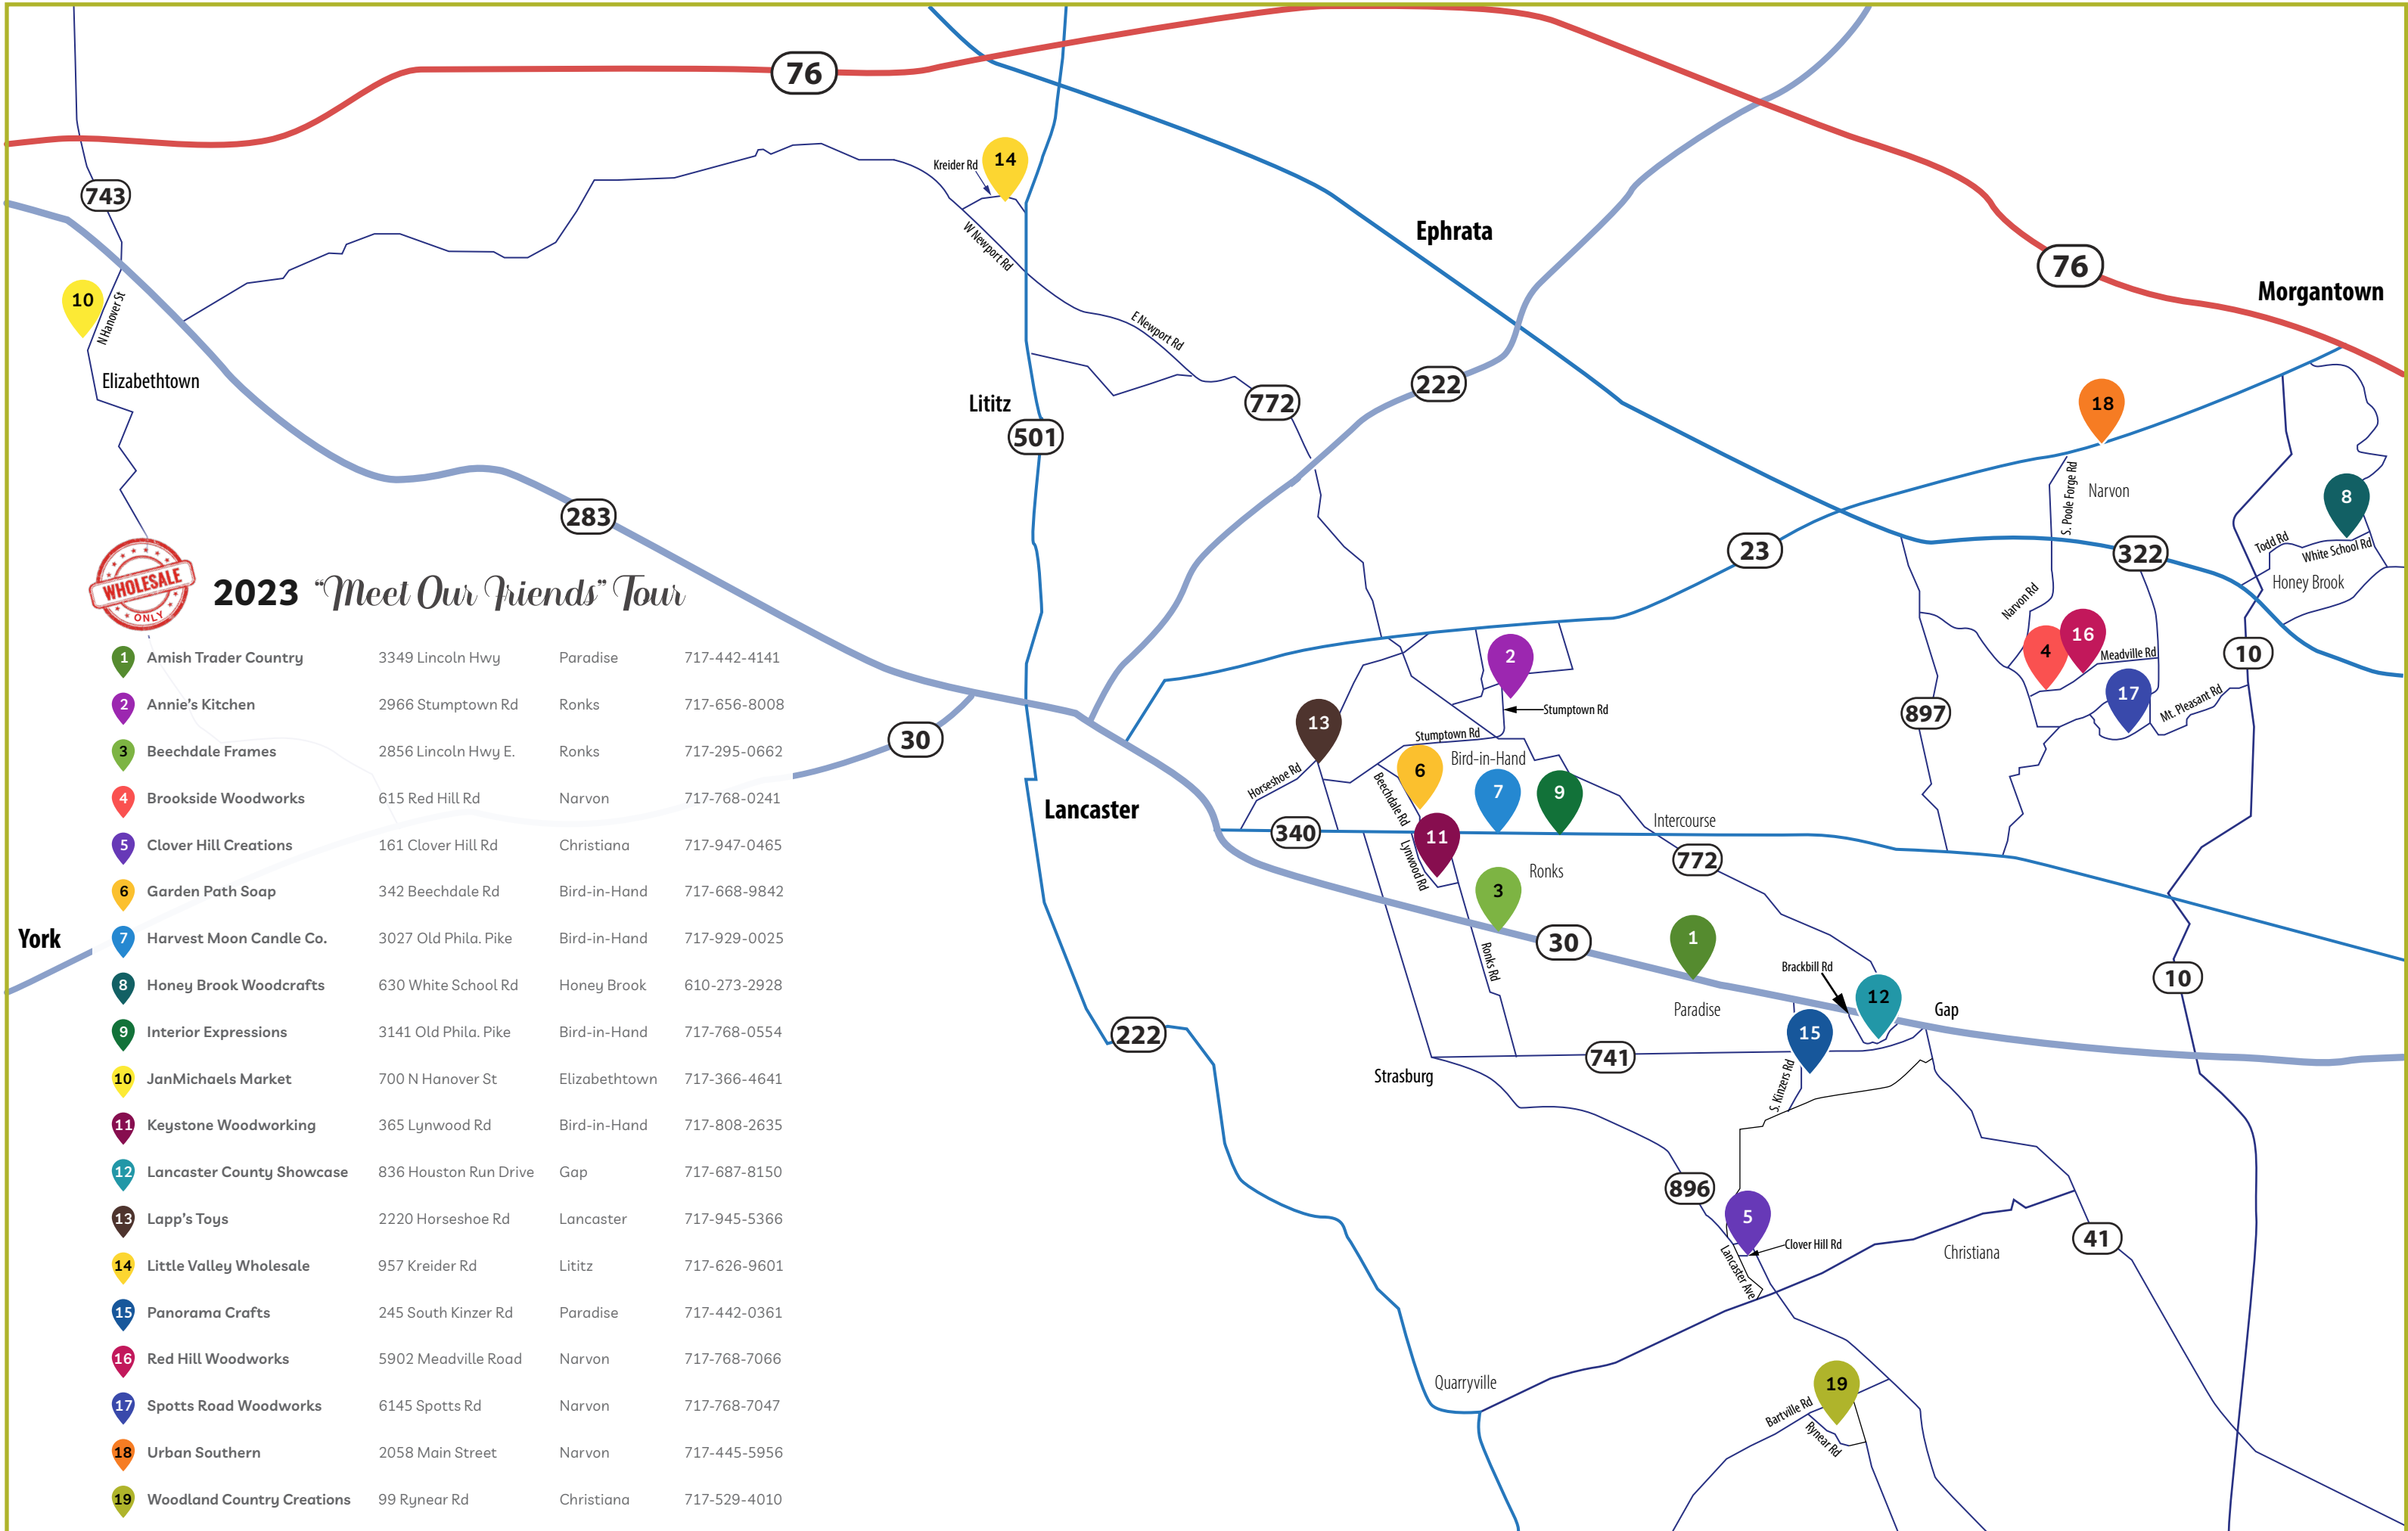 76
Kreider Rd
14
743
W Newport Rd
Ephrata
76
Morgantown
10
N Hanover St
E Newport Rd
Elizabethtown
222
772
Lititz
18
501
S. Poole Forge Rd
Narvon
8
283
23
322
Todd Rd
White School Rd
Honey Brook
WHOLESALE
ONLY
2023 “Meet Our Friends” Tour
Narvon Rd
4
16
Meadville Rd
10
2
17
Mt. Pleasant Rd
Stumptown Rd
897
13
30
Stumptown Rd
Bird-in-Hand
6
Horseshoe Rd
Beechdale Rd
7
9
Lancaster
340
Intercourse
11
Lynwood Rd
772
Ronks
3
York
30
1
Ronks Rd
Brackbill Rd
10
12
Paradise
Gap
222
15
741
Strasburg
S. Kinzers Rd
896
5
Clover Hill Rd
41
Lancaster Ave
Christiana
Quarryville
19
Bartville Rd
Rynear Rd
1 Amish Trader Country 3349 Lincoln Hwy Paradise 717-442-4141
2 Annie’s Kitchen 2966 Stumptown Rd Ronks 717-656-8008
3 Beechdale Frames 2856 Lincoln Hwy E. Ronks 717-295-0662
4 Brookside Woodworks 615 Red Hill Rd Narvon 717-768-0241
5 Clover Hill Creations 161 Clover Hill Rd Christiana 717-947-0465
6 Garden Path Soap 342 Beechdale Rd Bird-in-Hand 717-668-9842
7 Harvest Moon Candle Co. 3027 Old Phila. Pike Bird-in-Hand 717-929-0025
8 Honey Brook Woodcrafts 630 White School Rd Honey Brook 610-273-2928
9 Interior Expressions 3141 Old Phila. Pike Bird-in-Hand 717-768-0554
10 JanMichaels Market 700 N Hanover St Elizabethtown 717-366-4641
11 Keystone Woodworking 365 Lynwood Rd Bird-in-Hand 717-808-2635
12 Lancaster County Showcase 836 Houston Run Drive Gap 717-687-8150
13 Lapp’s Toys 2220 Horseshoe Rd Lancaster 717-945-5366
14 Little Valley Wholesale 957 Kreider Rd Lititz 717-626-9601
15 Panorama Crafts 245 South Kinzer Rd Paradise 717-442-0361
16 Red Hill Woodworks 5902 Meadville Road Narvon 717-768-7066
17 Spotts Road Woodworks 6145 Spotts Rd Narvon 717-768-7047
18 Urban Southern 2058 Main Street Narvon 717-445-5956
19 Woodland Country Creations 99 Rynear Rd Christiana 717-529-4010